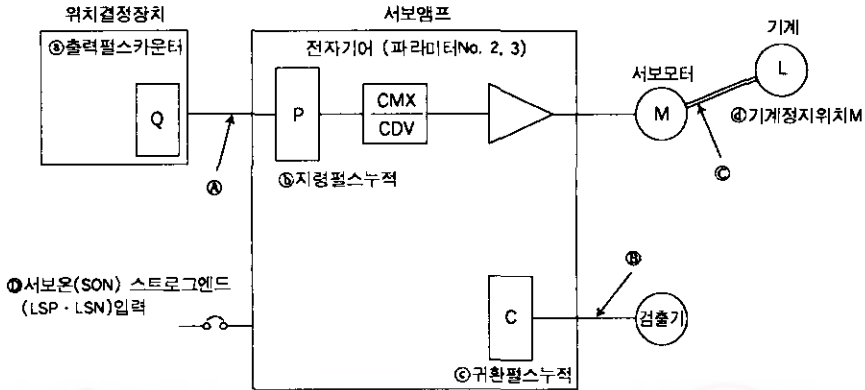 위치결정장치
서보앰프
기계
ⓐ출력펄스카운터
전자기어 (파라미터No. 2, 3)
서보모터
L
Q
P
CMX
CDV
M
ⓓ기계정지위치M
Ⓐ
ⓑ지령펄스누적
Ⓒ
Ⓓ서보온(SON) 스트로그엔드
(LSP · LSN)입력
Ⓑ
C
검출기
ⓒ귀환펄스누적